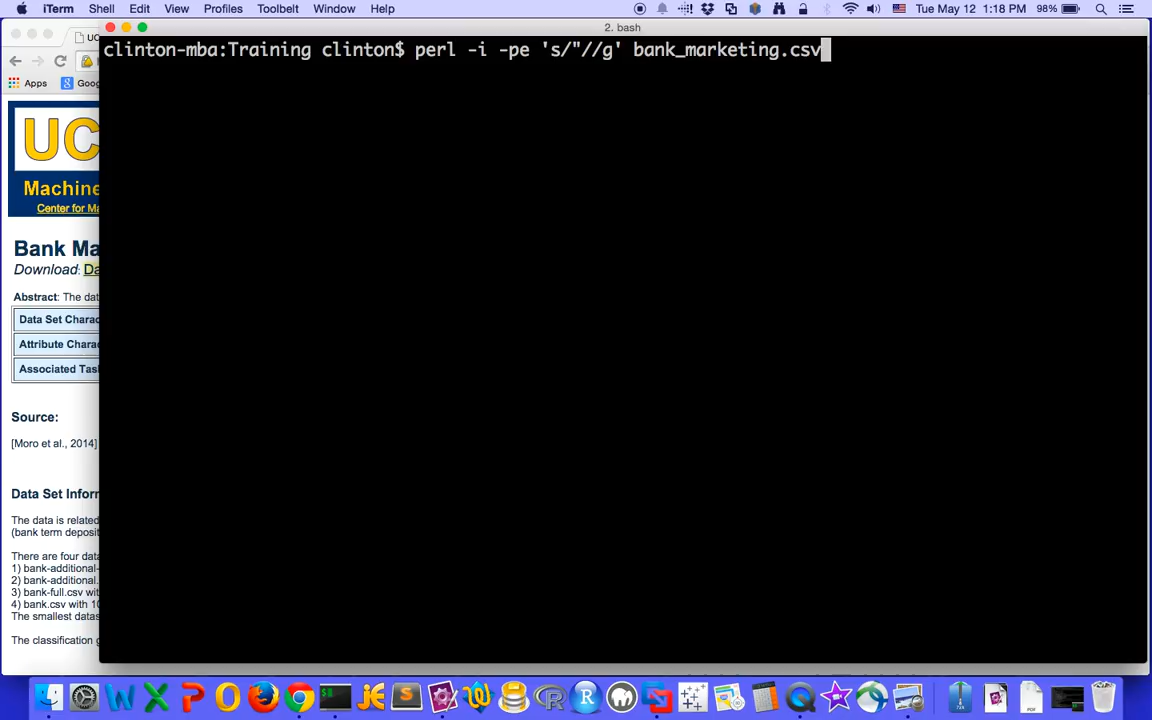 iTerm Shell Edit View Profiles Toolbelt Window Help
Tue May 12 1:18 PM 98%
2. bash
clinton-mba:Training clinton$ perl -i -pe 's/"//g' bank_marketing.csv
UC
Apps Goog
UC
Machine
Center for Ma
Bank Ma
Download: Da
Abstract: The dat
Data Set Charac
Attribute Charac
Associated Task
Source:
[Moro et al., 2014]
Data Set Inforr
The data is related
(bank term deposit
There are four data
1) bank-additional-
2) bank-additional.
3) bank-full.csv with
4) bank.csv with 10
The smallest datas
The classification g